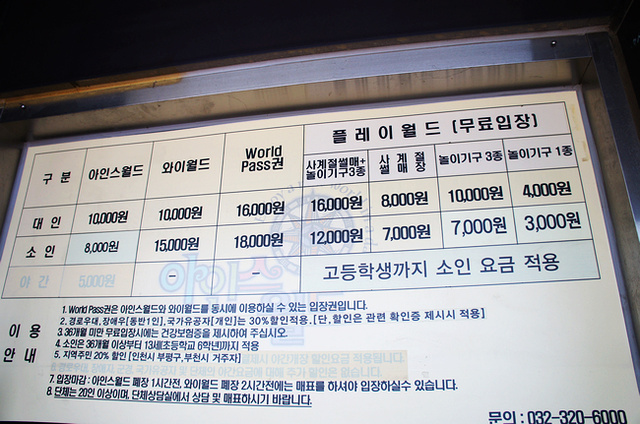 구 분 아인스월드 와이월드 World Pass권 플레이월드 [무료입장]
사계절썰매+놀이기구3종 사계절썰매장 놀이기구 3종 놀이기구 1종
대 인 10,000원 10,000원 16,000원 16,000원 8,000원 10,000원 4,000원
소 인 8,000원 15,000원 18,000원 12,000원 7,000원 7,000원 3,000원
야 간 5,000원 - - 고등학생까지 소인 요금 적용
이 용 안 내
1. World Pass권은 아인스월드와 와이월드를 동시에 이용하실 수 있는 입장권입니다.
2. 경로우대, 장애우[동반1인], 국가유공자[개인]는 30%할인적용. [단, 할인은 관련 확인증 제시시 적용]
3. 36개월 미만 무료입장시에는 건강보험증을 제시하여 주십시오.
4. 소인은 36개월 이상부터 13세(초등학교 6학년)까지 적용
5. 지역주민 20% 할인 [인천시 부평구, 부천시 거주자]
7. 입장마감 : 아인스월드 폐장 1시간전, 와이월드 폐장 2시간전에는 매표를 하셔야 입장하실수 있습니다.
8. 단체는 20인 이상이며, 단체상담실에서 상담 및 매표하시기 바랍니다.
문의 : 032-320-6000